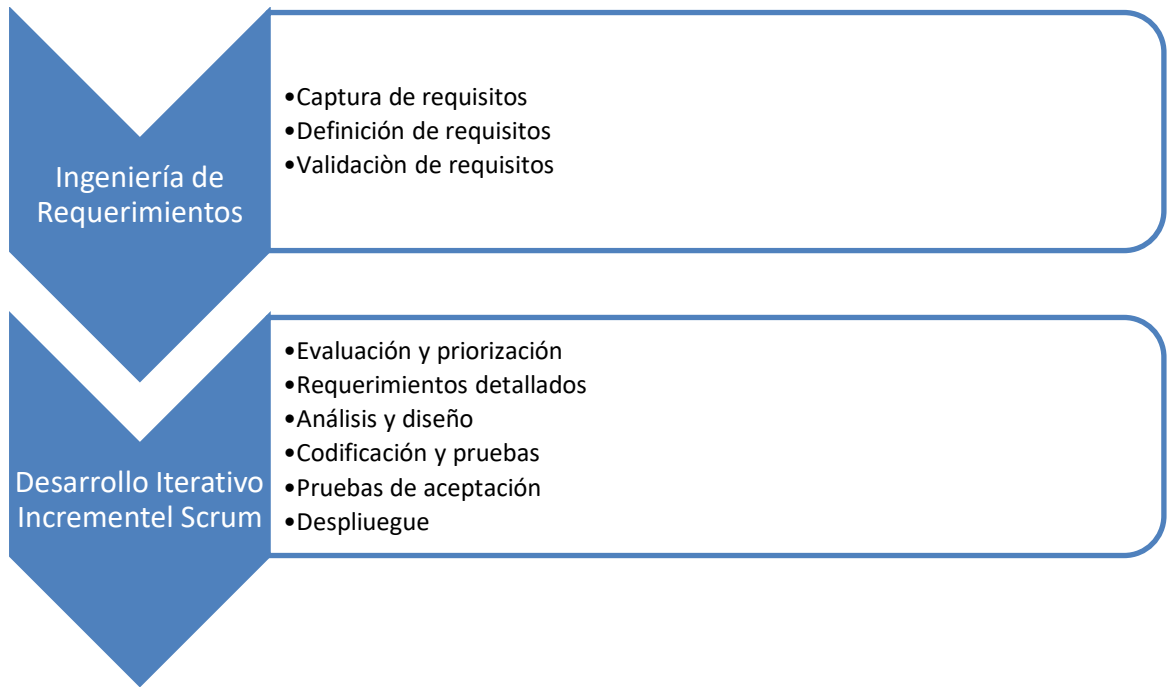 Ingeniería de
Requerimientos
•Captura de requisitos
•Definición de requisitos
•Validaciòn de requisitos
Desarrollo Iterativo
Incrementel Scrum
•Evaluación y priorización
•Requerimientos detallados
•Análisis y diseño
•Codificación y pruebas
•Pruebas de aceptación
•Despliuegue